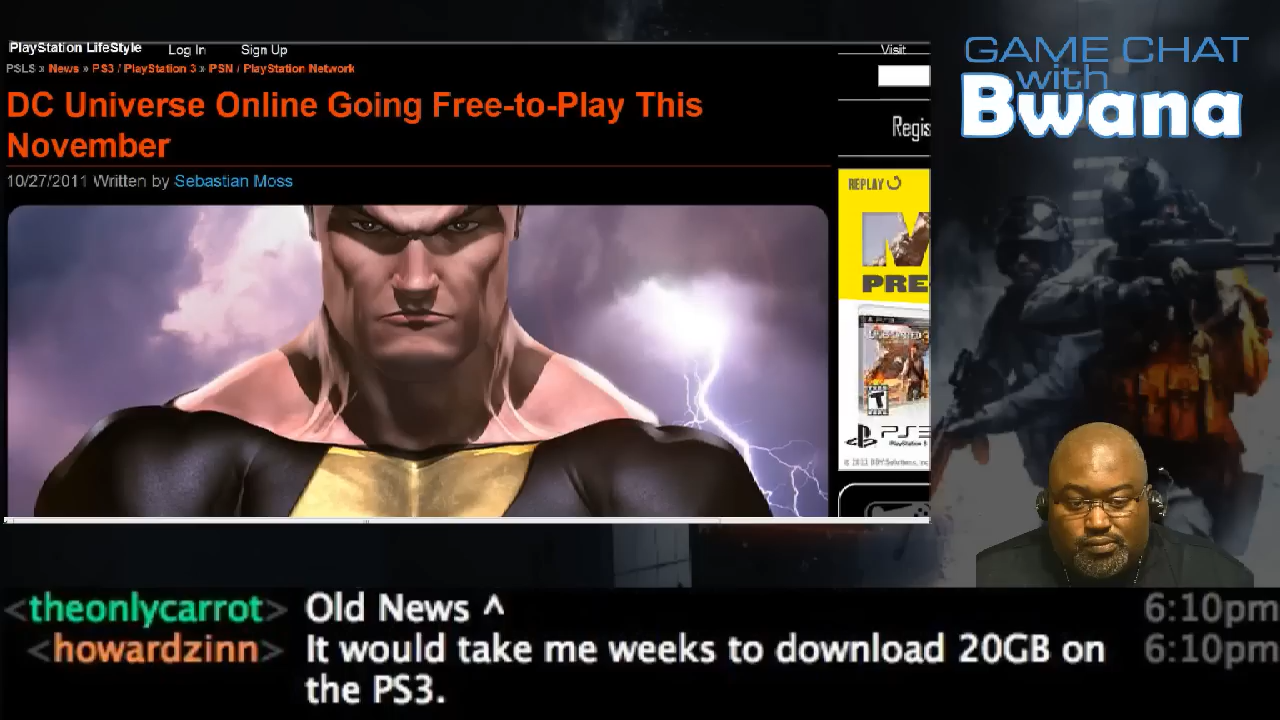 PlayStation LifeStyle Log In Sign Up Visit
PSLS » News » PS3 / PlayStation 3 » PSN / PlayStation Network
DC Universe Online Going Free-to-Play This
November
10/27/2011 Written by Sebastian Moss
Regis
REPLAY
PRE
T
PS3
GAME CHAT
with
Bwana
<theonlycarrot> Old News ^ 6:10pm
<howardzinn> It would take me weeks to download 20GB on 6:10pm
the PS3.